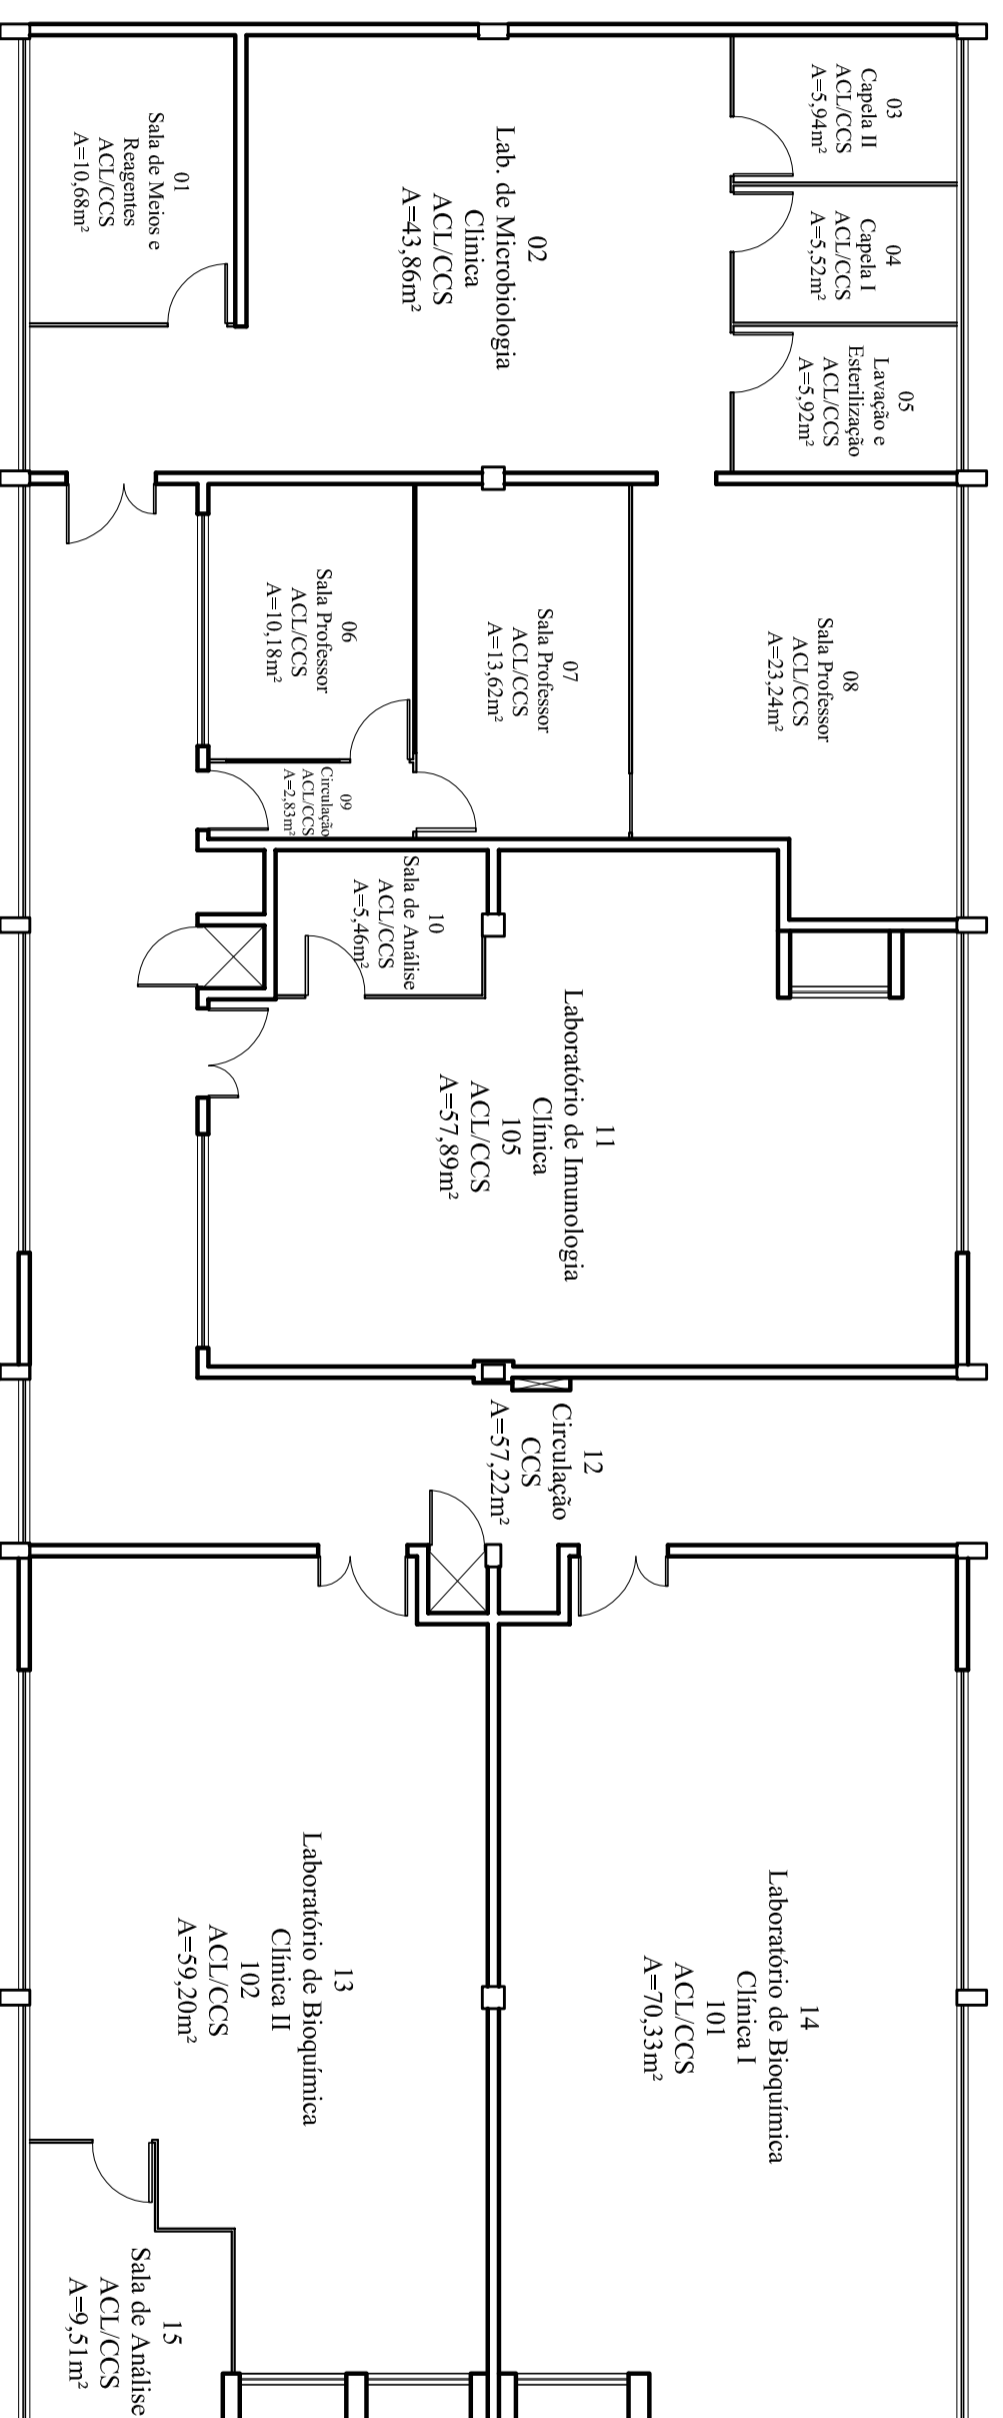 01
Sala de Meios e
Reagentes
ACL/CCS
A=10,68m²
02
Lab. de Microbiologia
Clinica
ACL/CCS
A=43,86m²
03
Capela II
ACL/CCS
A=5,94m²
04
Capela I
ACL/CCS
A=5,52m²
05
Lavação e
Esterilização
ACL/CCS
A=5,92m²
06
Sala Professor
ACL/CCS
A=10,18m²
07
Sala Professor
ACL/CCS
A=13,62m²
08
Sala Professor
ACL/CCS
A=23,24m²
09
Circulação
ACL/CCS
A=2,83m²
10
Sala de Análise
ACL/CCS
A=5,46m²
11
Laboratório de Imunologia
Clínica
105
ACL/CCS
A=57,89m²
12
Circulação
CCS
A=57,22m²
13
Laboratório de Bioquímica
Clínica II
102
ACL/CCS
A=59,20m²
14
Laboratório de Bioquímica
Clínica I
101
ACL/CCS
A=70,33m²
15
Sala de Análise
ACL/CCS
A=9,51m²